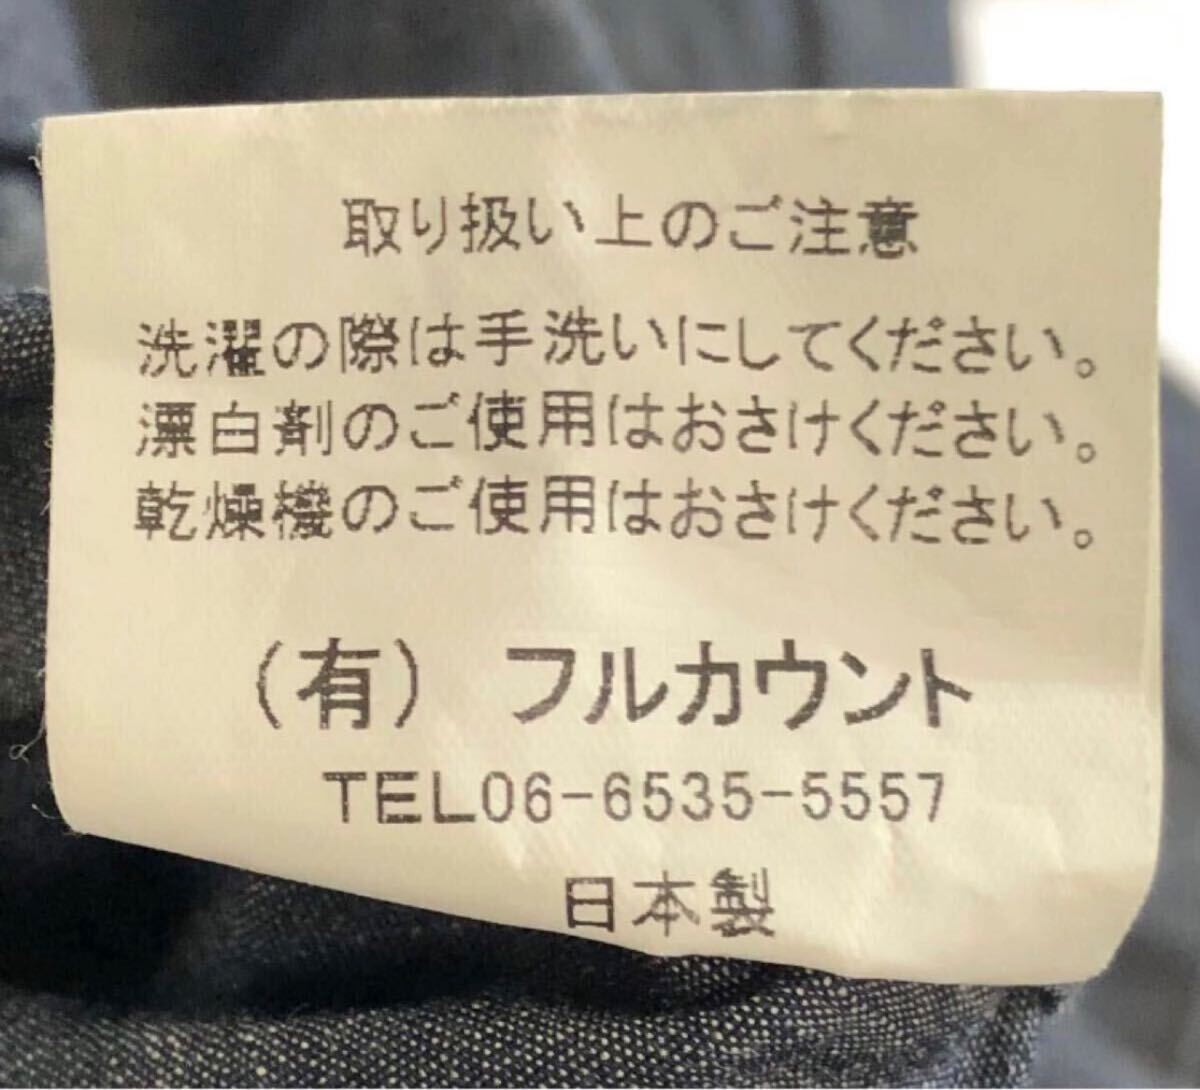 取り扱い上のご注意
洗濯の際は手洗いにしてください。
漂白剤のご使用はおさけください。
乾燥機のご使用はおさけください。
(有) フルカウント
TEL06-6535-5557
日本製